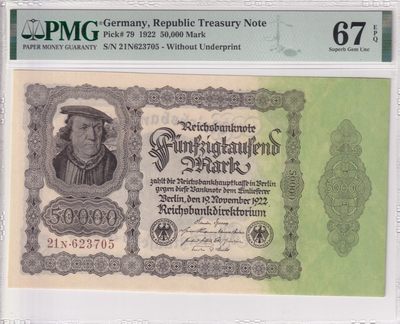 PMG
PAPER MONEY GUARANTY
Germany, Republic Treasury Note
Pick# 79 1922 50,000 Mark
S/N 21N623705 - Without Underprint
67 EPQ
Superb Gem Unc
Reichsbanknote
Fünfzigtausend
Mark
zahlt die Reichsbankhauptkasse in Berlin
gegen diese Banknote dem Einlieferer
Berlin, den 19. November 1922
Reichsbankdirektorium
50000
21N·623705
50000